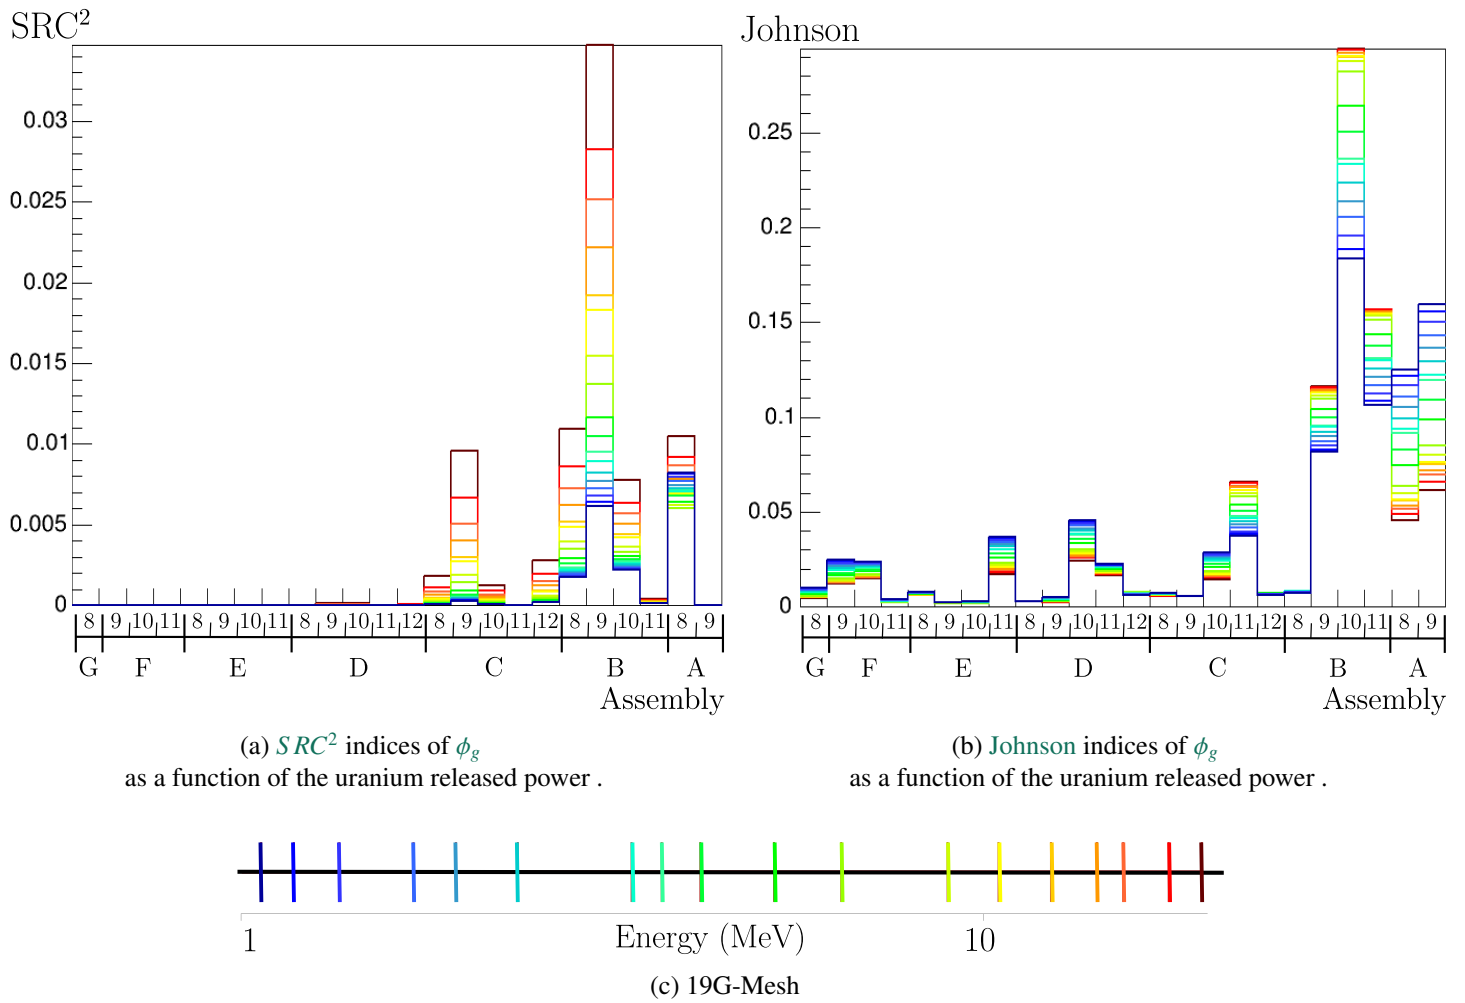 SRC²
0.03
0.025
0.02
0.015
0.01
0.005
0
8 9 10 11 8 9 10 11 8 9 10 11 12 8 9 10 11 12 8 9 10 11 8 9
G F E D C B A
Assembly
(a) SRC² indices of ϕg
as a function of the uranium released power .
Johnson
0.25
0.2
0.15
0.1
0.05
0
8 9 10 11 8 9 10 11 8 9 10 11 12 8 9 10 11 12 8 9 10 11 8 9
G F E D C B A
Assembly
(b) Johnson indices of ϕg
as a function of the uranium released power .
1 Energy (MeV) 10
(c) 19G-Mesh